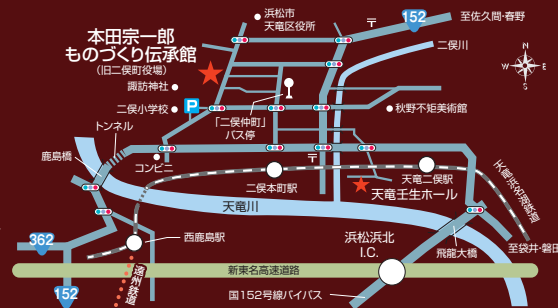 浜松市
天竜区役所
〒
152
至佐久間・春野
本田宗一郎
ものづくり伝承館
(旧二俣町役場)
二俣川
N
W E
S
諏訪神社
二俣小学校
P
「二俣仲町」
バス停
秋野不矩美術館
トンネル
鹿島橋
コンビニ
〒
二俣本町駅
天竜二俣駅
天竜浜名湖鉄道
天竜壬生ホール
天竜川
362
西鹿島駅
浜松浜北
I.C.
飛龍大橋
至袋井・磐田
新東名高速道路
遠州鉄道
152
国152号線バイパス